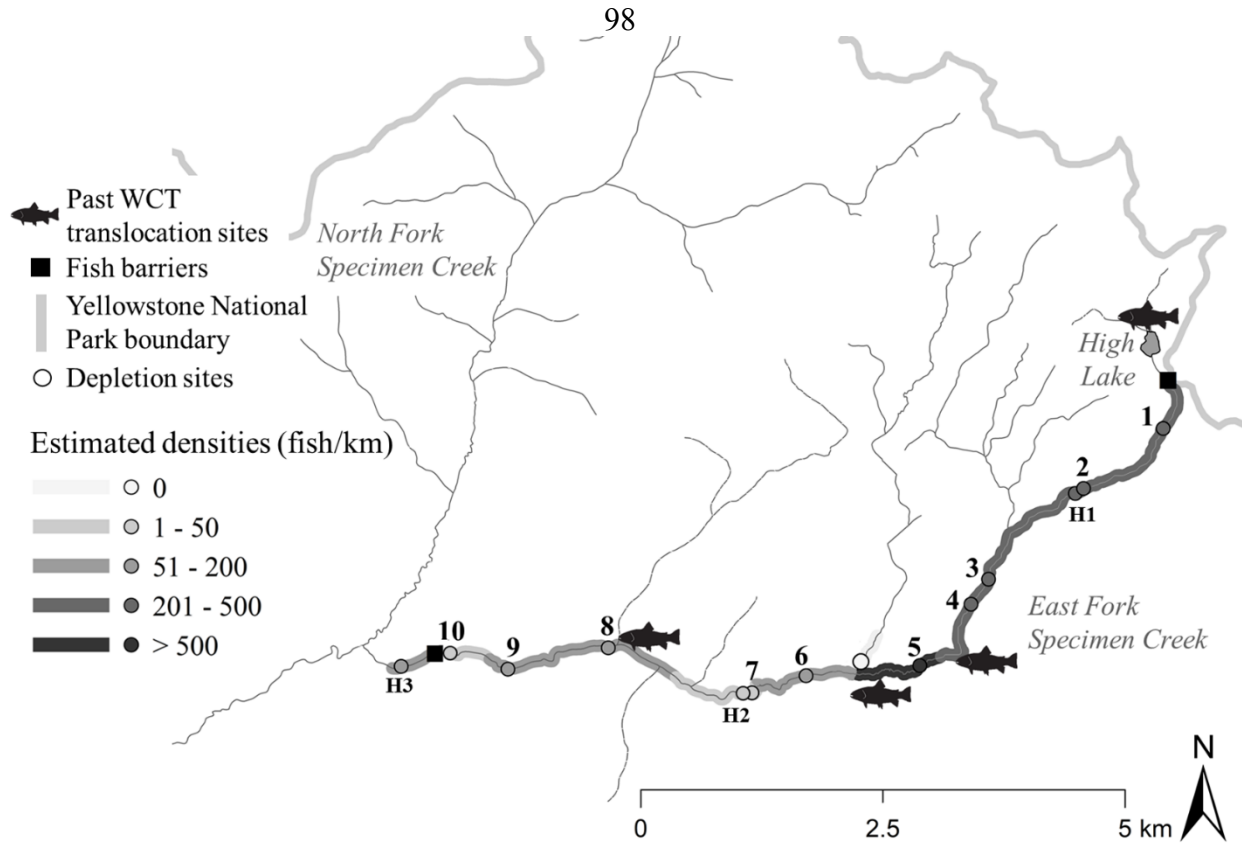 98
Past WCT
translocation sites
Fish barriers
Yellowstone National
Park boundary
Depletion sites
Estimated densities (fish/km)
0
1 - 50
51 - 200
201 - 500
> 500
North Fork
Specimen Creek
High
Lake
1
2
H1
3
4
East Fork
Specimen Creek
5
6
7
H2
8
9
10
H3
N
0
2.5
5 km